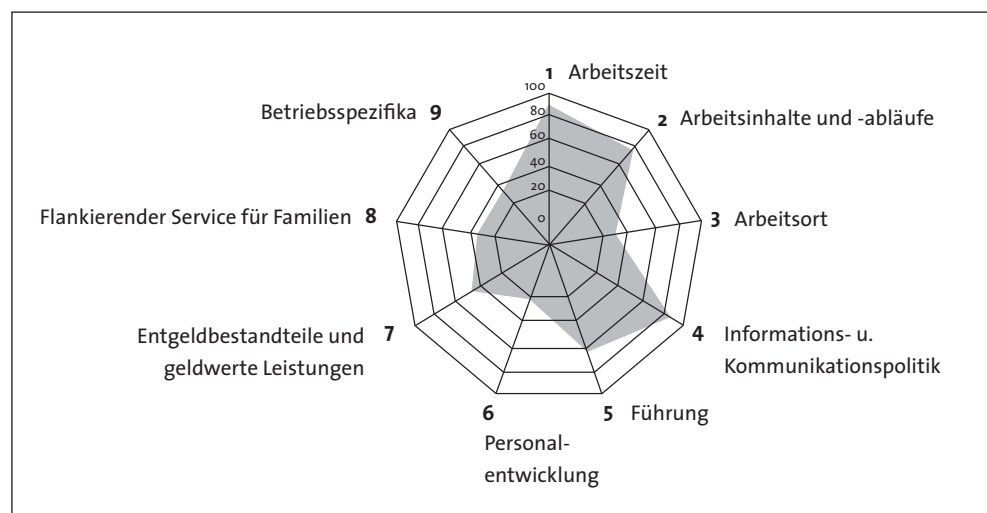 1 Arbeitszeit
100
80
60
40
20
0
2 Arbeitsinhalte und -abläufe
3 Arbeitsort
4 Informations- u.
Kommunikationspolitik
5 Führung
6
Personal-
entwicklung
7 Entgeldbestandteile und
geldwerte Leistungen
Flankierender Service für Familien 8
Betriebsspezifika 9